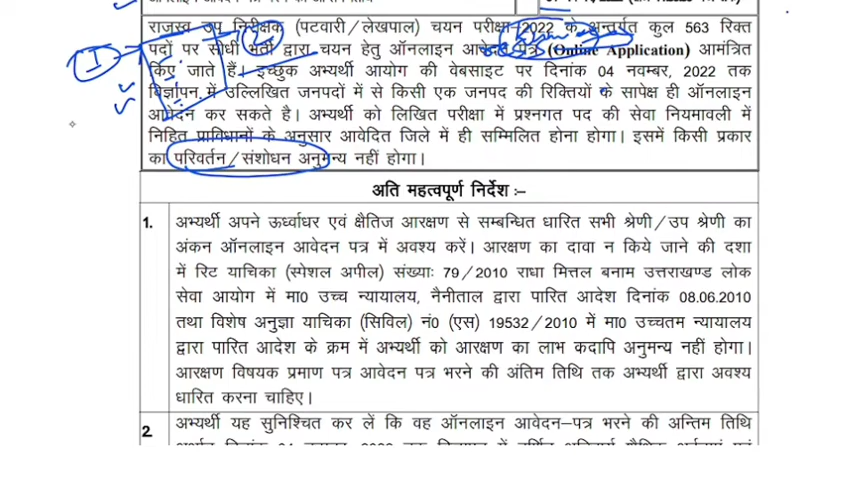 राजस्व उप निरीक्षक (पटवारी/लेखपाल) चयन परीक्षा–2022 के अन्तर्गत कुल 563 रिक्त
पदों पर सीधी भर्ती द्वारा चयन हेतु ऑनलाइन आवेदन पत्र (Online Application) आमंत्रित
किए जाते हैं। इच्छुक अभ्यर्थी आयोग की वेबसाइट पर दिनांक 04 नवम्बर, 2022 तक
विर्ज्ञापन में उल्लिखित जनपदों में से किसी एक जनपद की रिक्तियों के सापेक्ष ही ऑनलाइन
आवेदन कर सकते है। अभ्यर्थी को लिखित परीक्षा में प्रश्नगत पद की सेवा नियमावली में
निहित प्राविधानों के अनुसार आवेदित जिले में ही सम्मिलित होना होगा। इसमें किसी प्रकार
का परिवर्तन/संशोधन अनुमन्य नहीं होगा।
अति महत्वपूर्ण निर्देश :–
1. अभ्यर्थी अपने ऊर्ध्वाधर एवं क्षैतिज आरक्षण से सम्बन्धित धारित सभी श्रेणी/उप श्रेणी का
अंकन ऑनलाइन आवेदन पत्र में अवश्य करें। आरक्षण का दावा न किये जाने की दशा
में रिट याचिका (स्पेशल अपील) संख्याः 79/2010 राधा मित्तल बनाम उत्तराखण्ड लोक
सेवा आयोग में मा0 उच्च न्यायालय, नैनीताल द्वारा पारित आदेश दिनांक 08.06.2010
तथा विशेष अनुज्ञा याचिका (सिविल) नं0 (एस) 19532/2010 में मा0 उच्चतम न्यायालय
द्वारा पारित आदेश के क्रम में अभ्यर्थी को आरक्षण का लाभ कदापि अनुमन्य नहीं होगा।
आरक्षण विषयक प्रमाण पत्र आवेदन पत्र भरने की अंतिम तिथि तक अभ्यर्थी द्वारा अवश्य
धारित करना चाहिए।
2. अभ्यर्थी यह सुनिश्चित कर लें कि वह ऑनलाइन आवेदन–पत्र भरने की अन्तिम तिथि